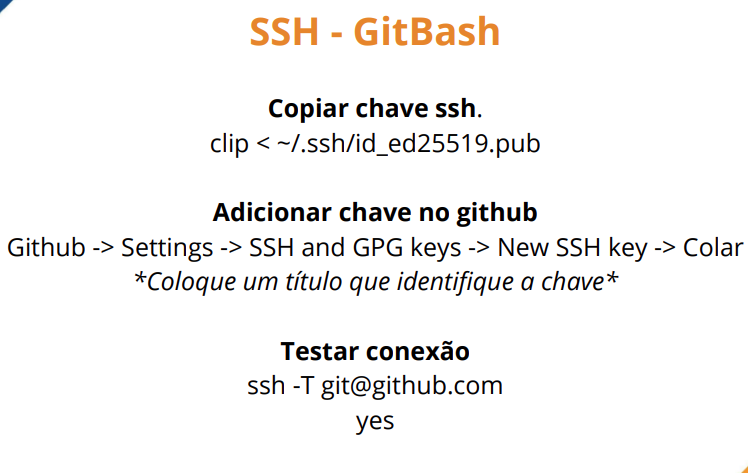 SSH - GitBash
Copiar chave ssh.
clip < ~/.ssh/id_ed25519.pub
Adicionar chave no github
Github -> Settings -> SSH and GPG keys -> New SSH key -> Colar
*Coloque um título que identifique a chave*
Testar conexão
ssh -T git@github.com
yes